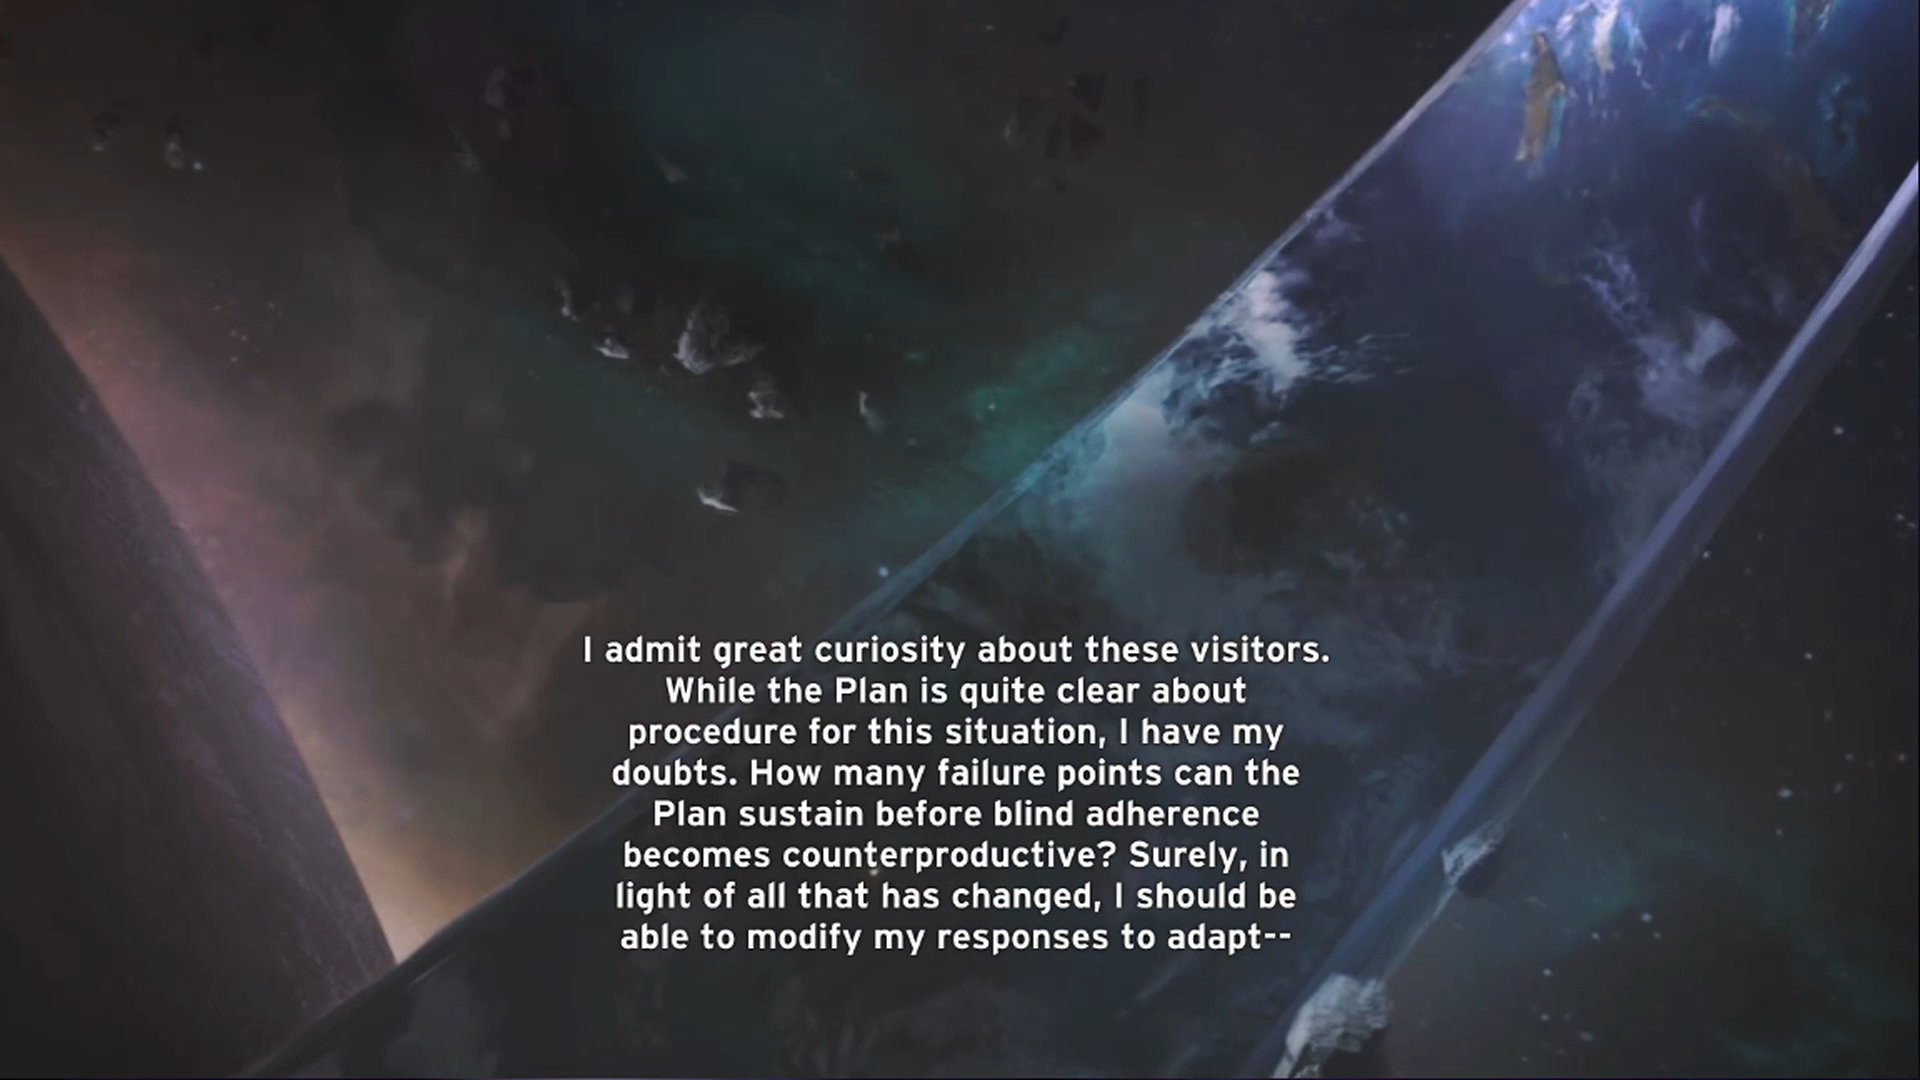 I admit great curiosity about these visitors.
While the Plan is quite clear about
procedure for this situation, I have my
doubts. How many failure points can the
Plan sustain before blind adherence
becomes counterproductive? Surely, in
light of all that has changed, I should be
able to modify my responses to adapt--